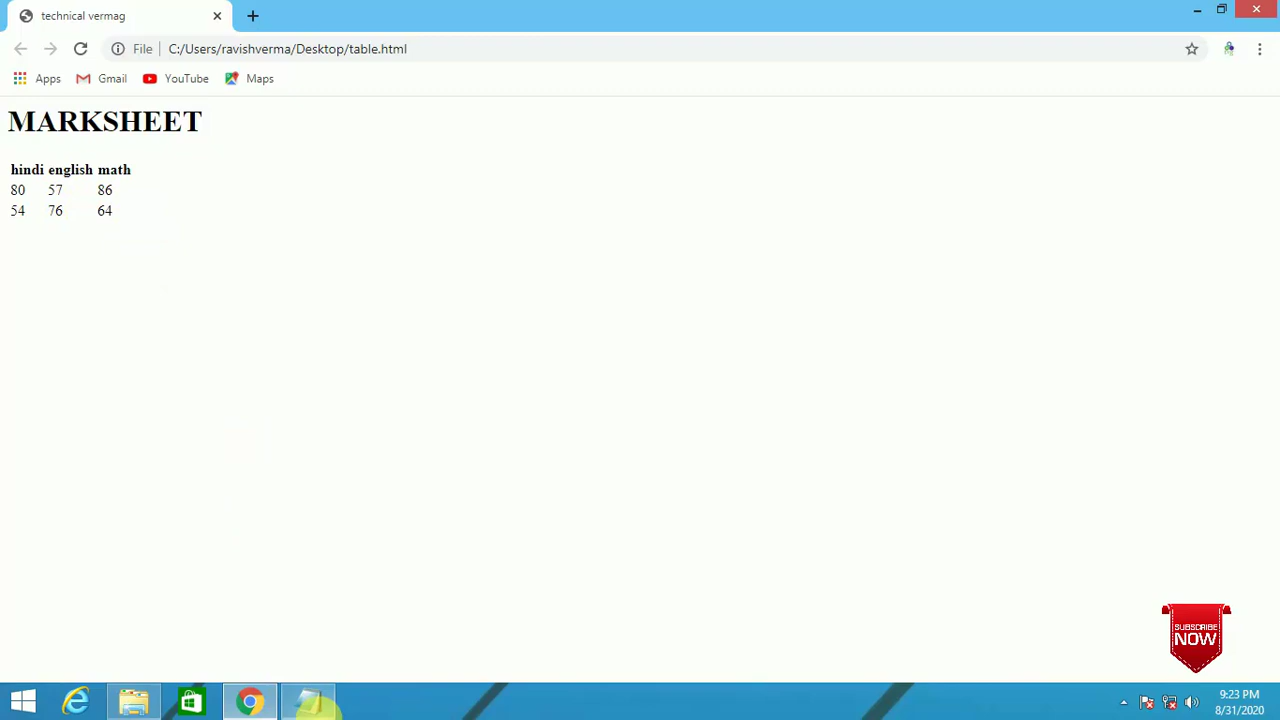 technical vermag
File C:/Users/ravishverma/Desktop/table.html
Apps Gmail YouTube Maps
MARKSHEET
hindi english math
80 57 86
54 76 64
SUBSCRIBE
NOW
9:23 PM
8/31/2020